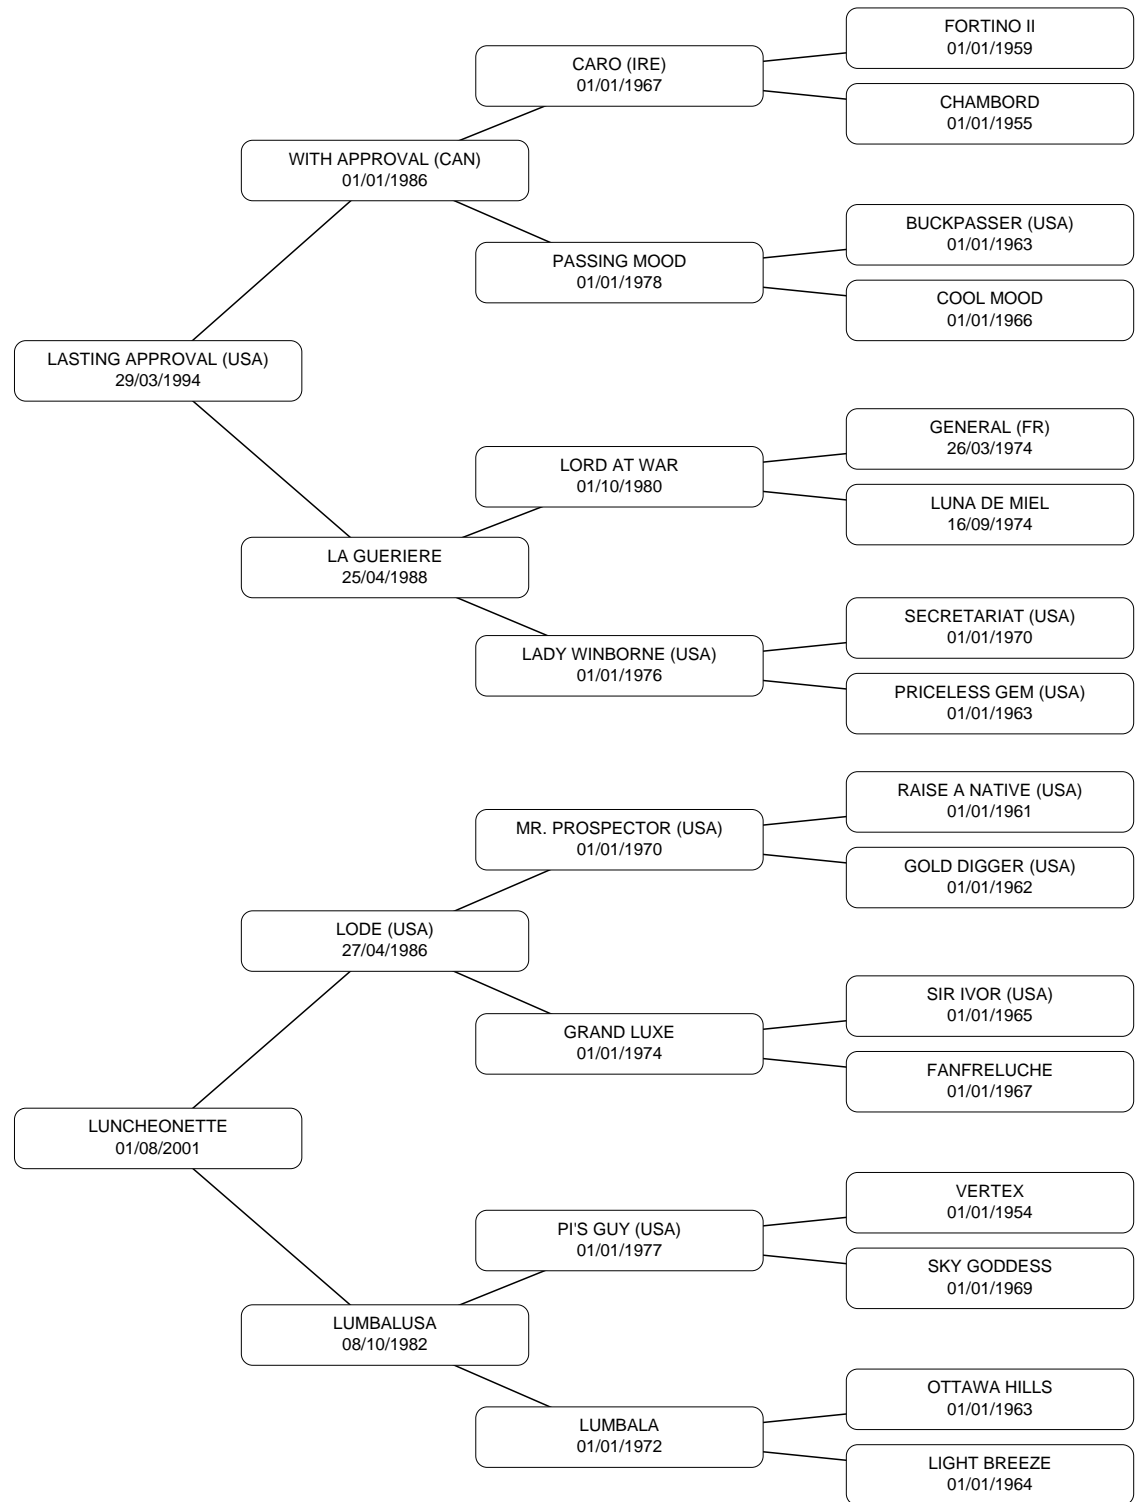 FORTINO II
01/01/1959
CARO (IRE)
01/01/1967
CHAMBORD
01/01/1955
WITH APPROVAL (CAN)
01/01/1986
BUCKPASSER (USA)
01/01/1963
PASSING MOOD
01/01/1978
COOL MOOD
01/01/1966
LASTING APPROVAL (USA)
29/03/1994
GENERAL (FR)
26/03/1974
LORD AT WAR
01/10/1980
LUNA DE MIEL
16/09/1974
LA GUERIERE
25/04/1988
SECRETARIAT (USA)
01/01/1970
LADY WINBORNE (USA)
01/01/1976
PRICELESS GEM (USA)
01/01/1963
RAISE A NATIVE (USA)
01/01/1961
MR. PROSPECTOR (USA)
01/01/1970
GOLD DIGGER (USA)
01/01/1962
LODE (USA)
27/04/1986
SIR IVOR (USA)
01/01/1965
GRAND LUXE
01/01/1974
FANFRELUCHE
01/01/1967
LUNCHEONETTE
01/08/2001
VERTEX
01/01/1954
PI'S GUY (USA)
01/01/1977
SKY GODDESS
01/01/1969
LUMBALUSA
08/10/1982
OTTAWA HILLS
01/01/1963
LUMBALA
01/01/1972
LIGHT BREEZE
01/01/1964